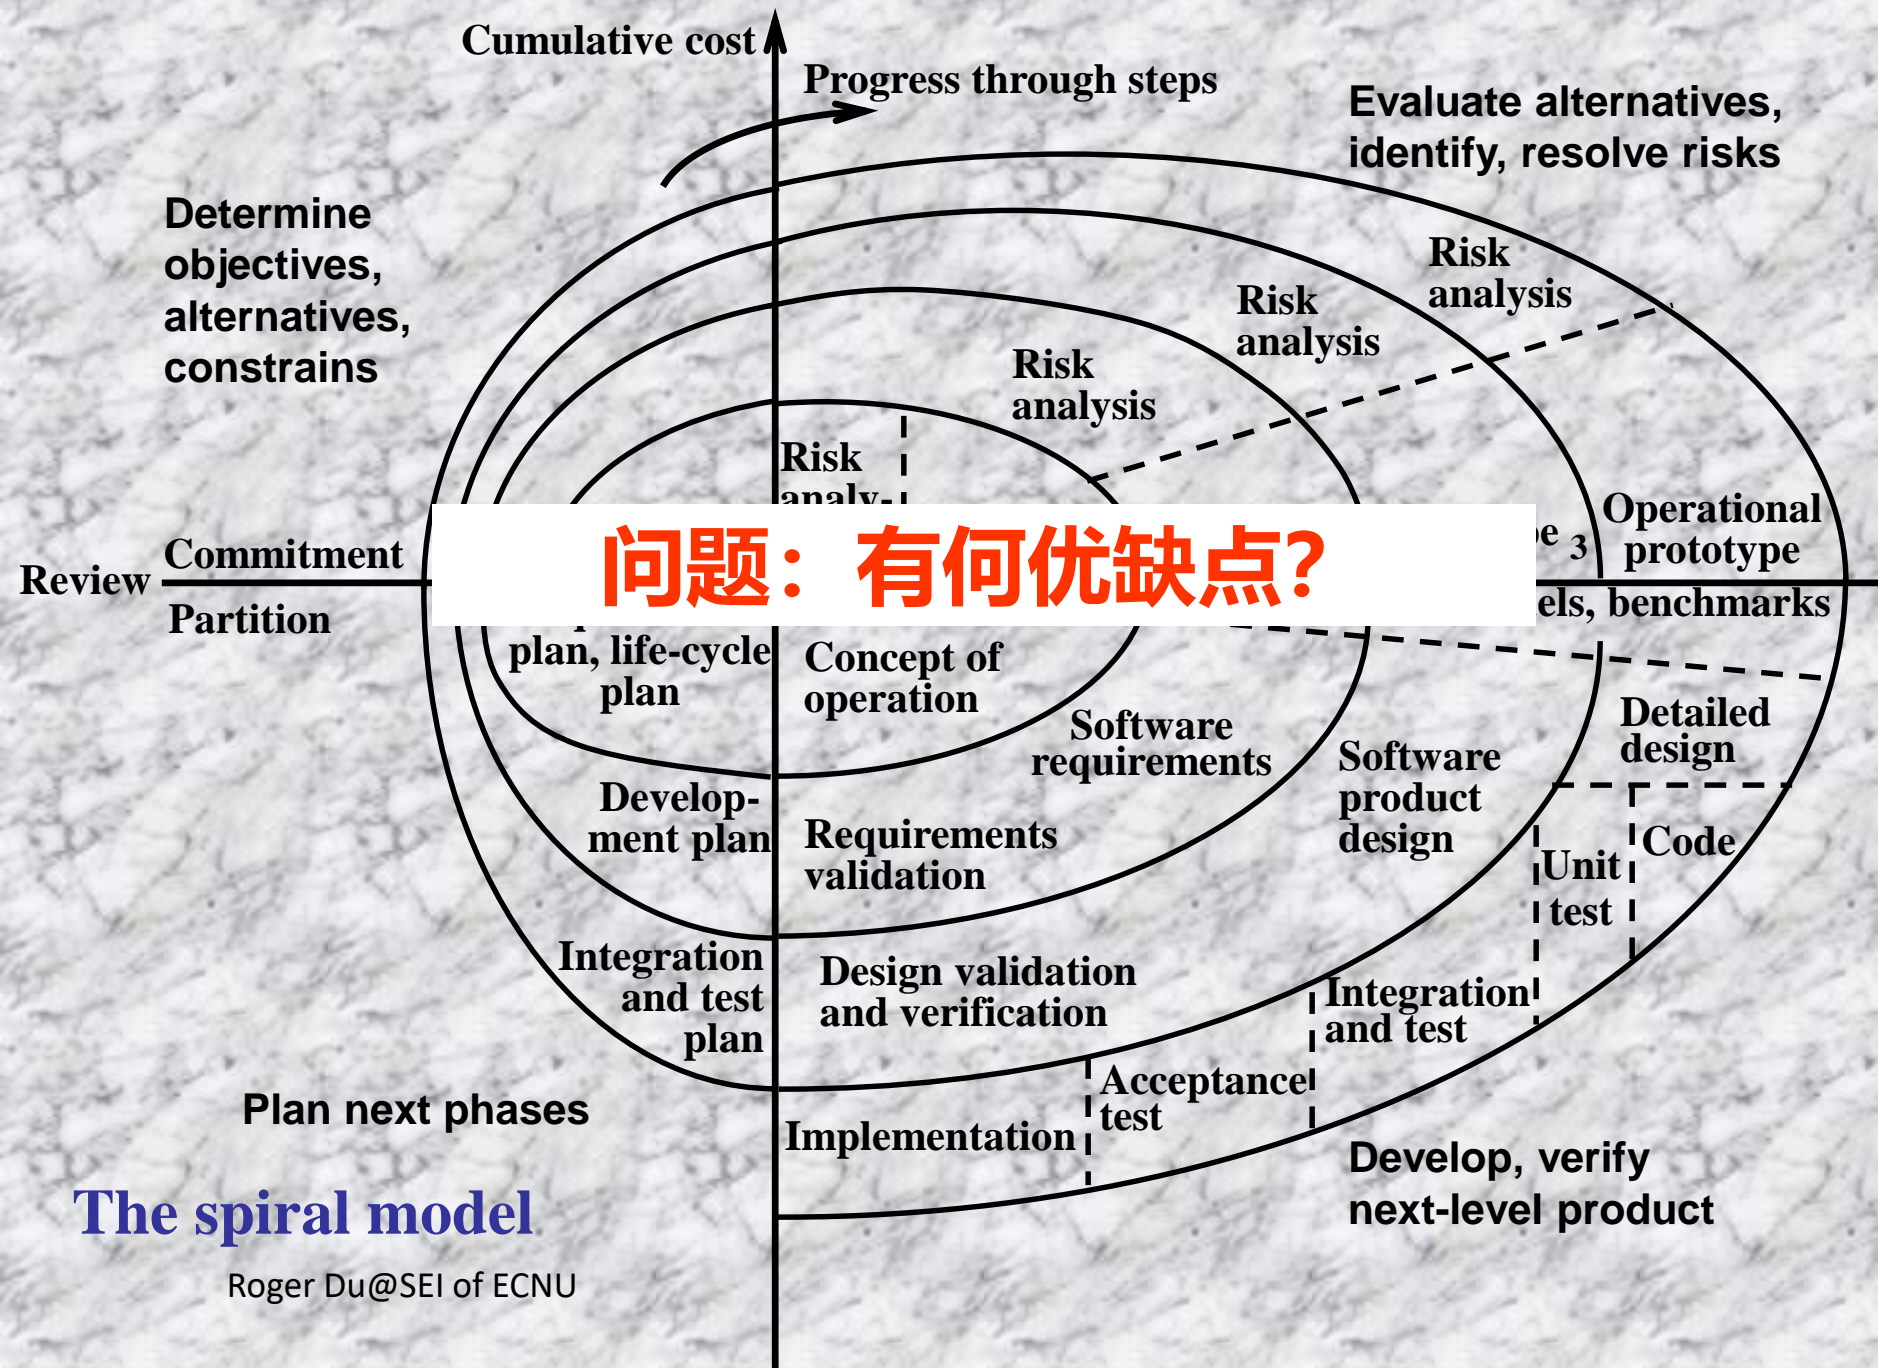 Cumulative cost
Progress through steps
Evaluate alternatives,
identify, resolve risks
Determine
objectives,
alternatives,
constrains
Risk
analysis
Risk
analysis
Risk
analysis
Risk
analy-
问题：有何优缺点?
Operational
prototype
3
Review
Commitment
Partition
benchmarks
plan, life-cycle
plan
Concept of
operation
Software
requirements
Software
product
design
Detailed
design
Code
Unit
test
Develop-
ment plan
Requirements
validation
Integration
and test
plan
Design validation
and verification
Integration
and test
Acceptance
test
Implementation
Plan next phases
Develop, verify
next-level product
The spiral model
Roger Du@SEI of ECNU